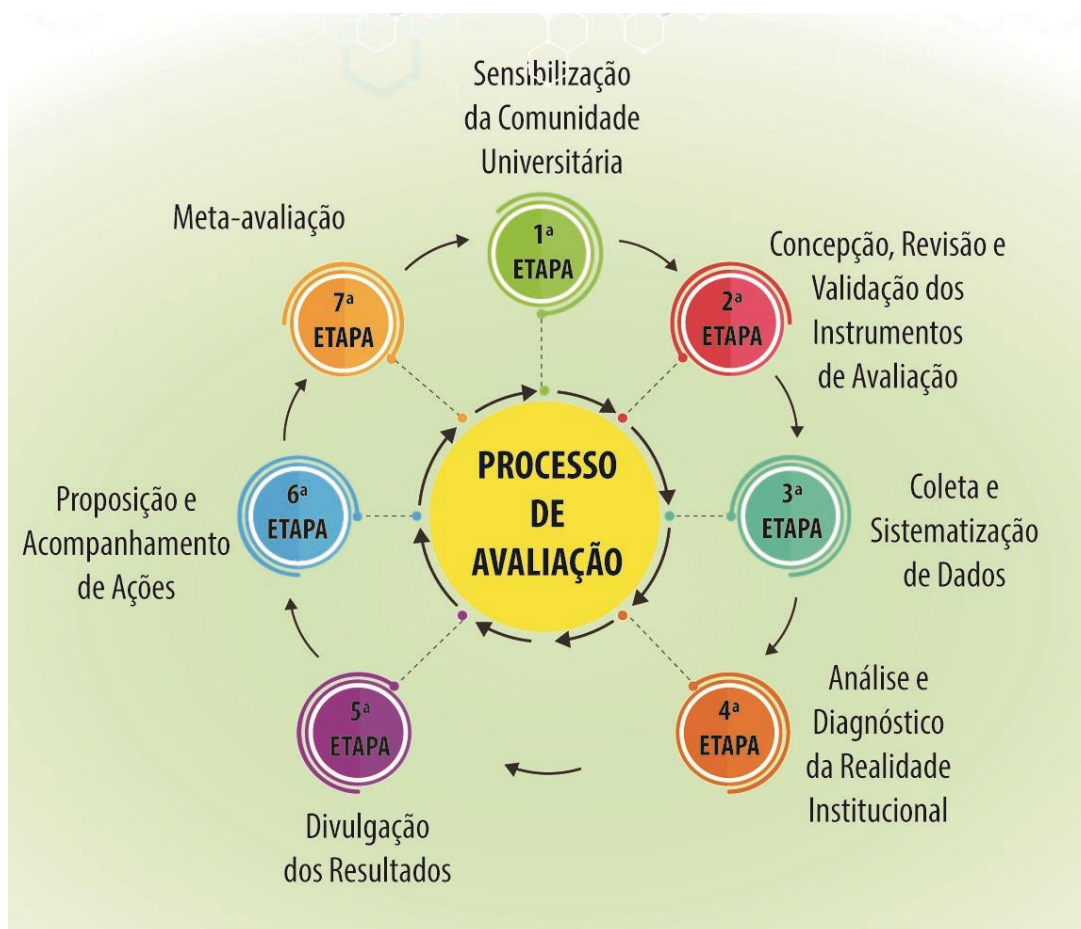 Sensibilização
da Comunidade
Universitária
1ª
ETAPA
Concepção, Revisão e
Validação dos
Instrumentos
de Avaliação
2ª
ETAPA
Coleta e
Sistematização
de Dados
3ª
ETAPA
Análise e
Diagnóstico
da Realidade
Institucional
4ª
ETAPA
Divulgação
dos Resultados
5ª
ETAPA
Proposição e
Acompanhamento
de Ações
6ª
ETAPA
Meta-avaliação
7ª
ETAPA
PROCESSO
DE
AVALIAÇÃO